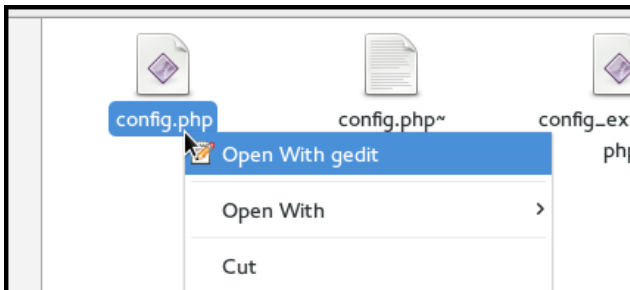 config.php
config.php~
config_ex
php
Open With gedit
Open With
Cut